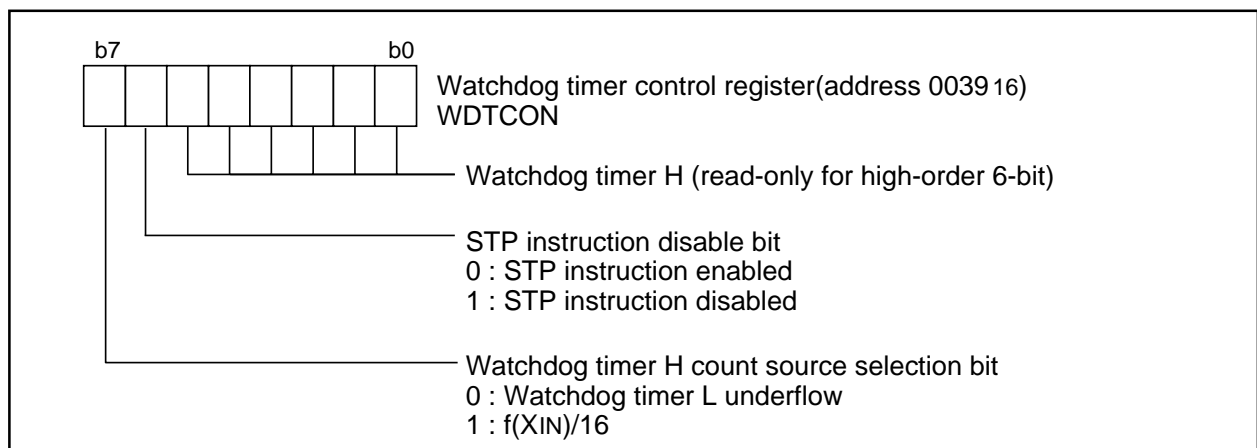 b7 b0
Watchdog timer control register(address 003916)
WDTCON
Watchdog timer H (read-only for high-order 6-bit)
STP instruction disable bit
0 : STP instruction enabled
1 : STP instruction disabled
Watchdog timer H count source selection bit
0 : Watchdog timer L underflow
1 : f(XIN)/16